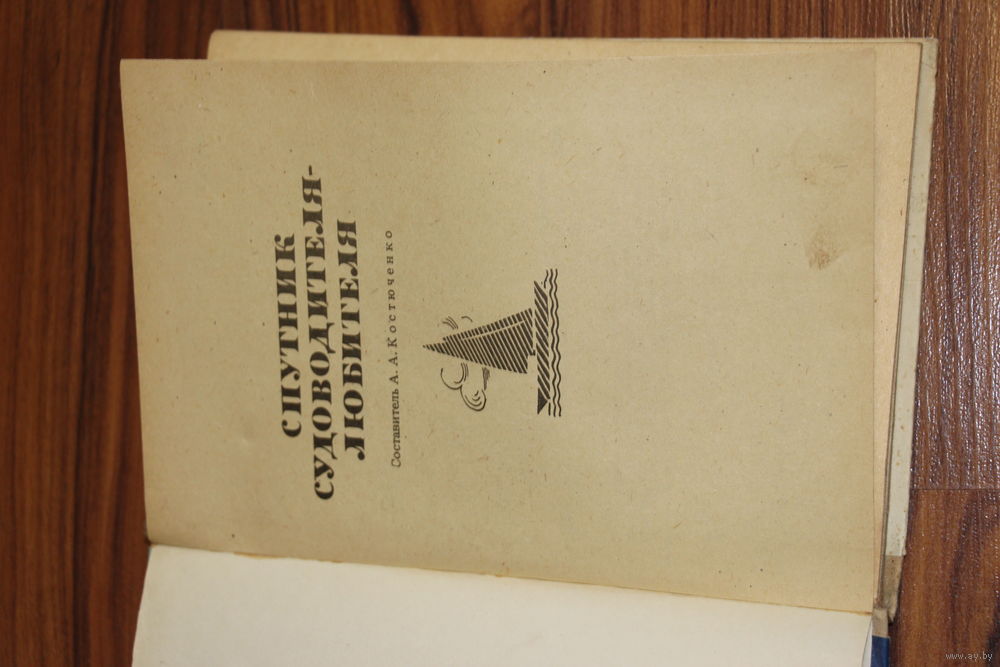 СПУТНИК
СУДОВОДИТЕЛЯ-
ЛЮБИТЕЛЯ
Составитель А. А. Костюченко
www.ay.by